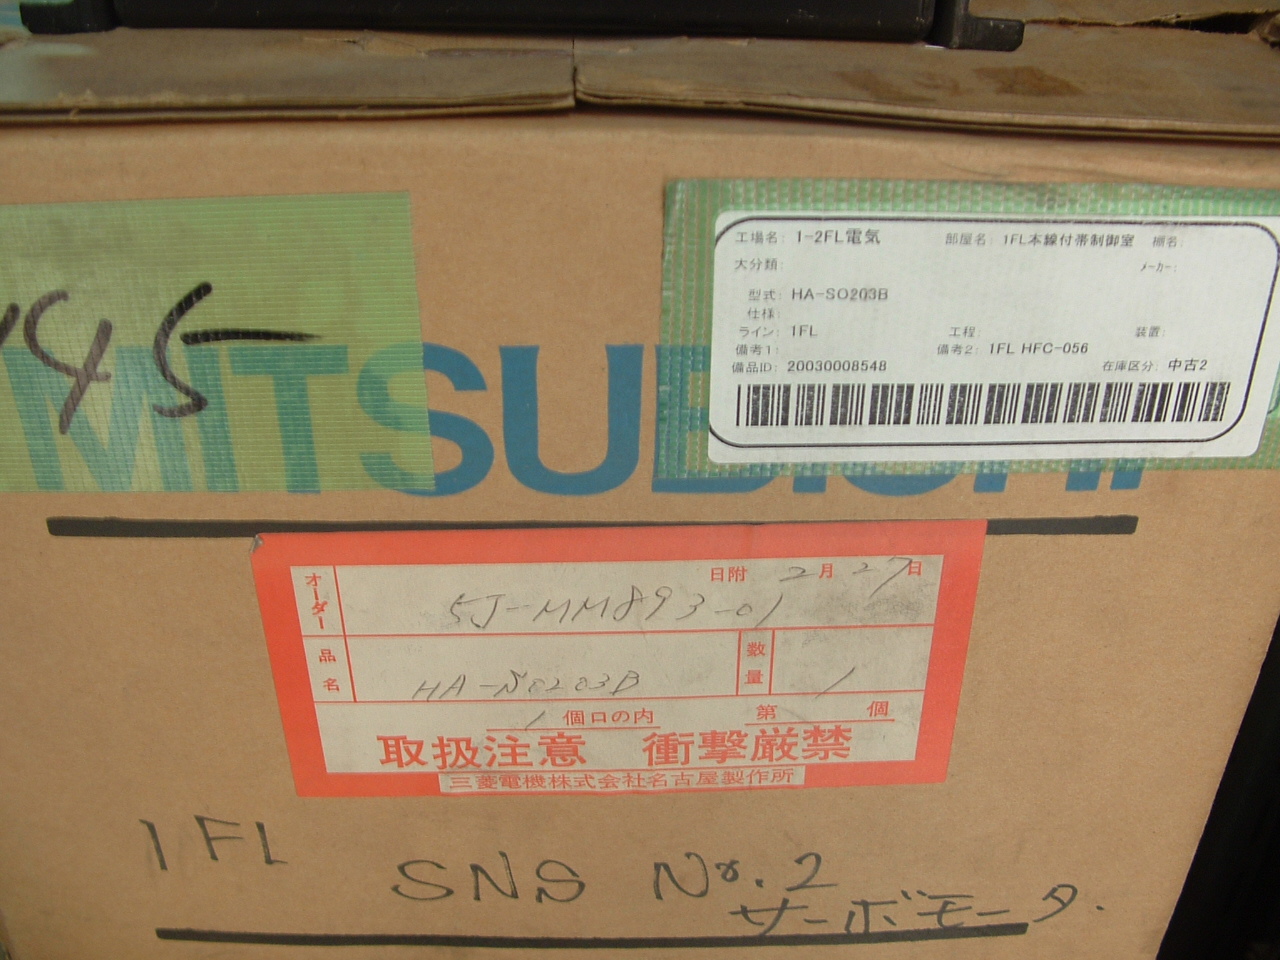 工場名: 1-2FL電気 部屋名: 1FL本線付帯制御室 棚名:
大分類: メーカー:
型式: HA-SO203B
仕様:
ライン: 1FL 工程: 装置:
備考1: 備考2: 1FL HFC-056
備品ID: 20030008548 在庫区分: 中古2
45
MITSUBISHI
日附 2月27日
オーダー 5J-MM893-01
品名 数量 1
1個口の内 第 個
取扱注意 衝撃厳禁
三菱電機株式会社名古屋製作所
1FL
SNS No.2
サーボモータ.